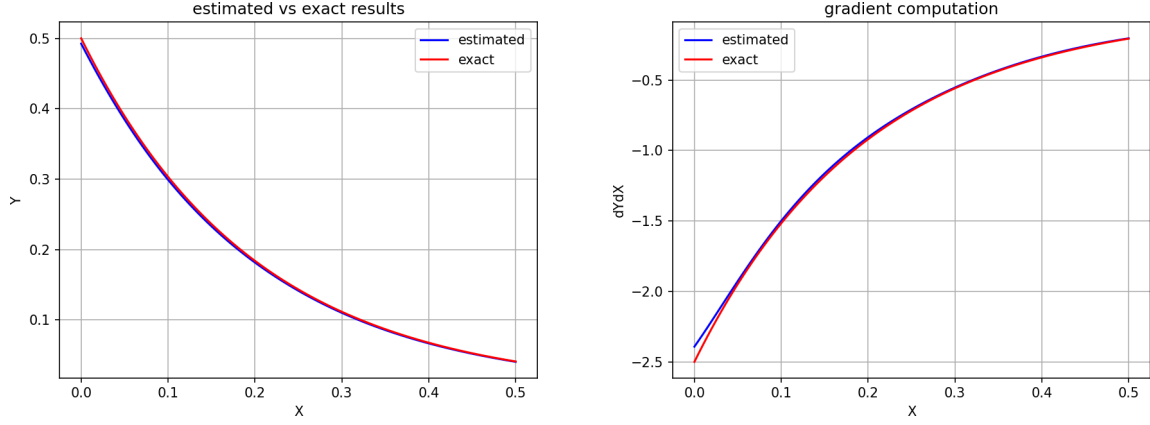 estimated vs exact results
estimated
exact
Y
0.5
0.4
0.3
0.2
0.1
0.0
0.1
0.2
0.3
0.4
0.5
X
gradient computation
estimated
exact
dYdX
−0.5
−1.0
−1.5
−2.0
−2.5
0.0
0.1
0.2
0.3
0.4
0.5
X